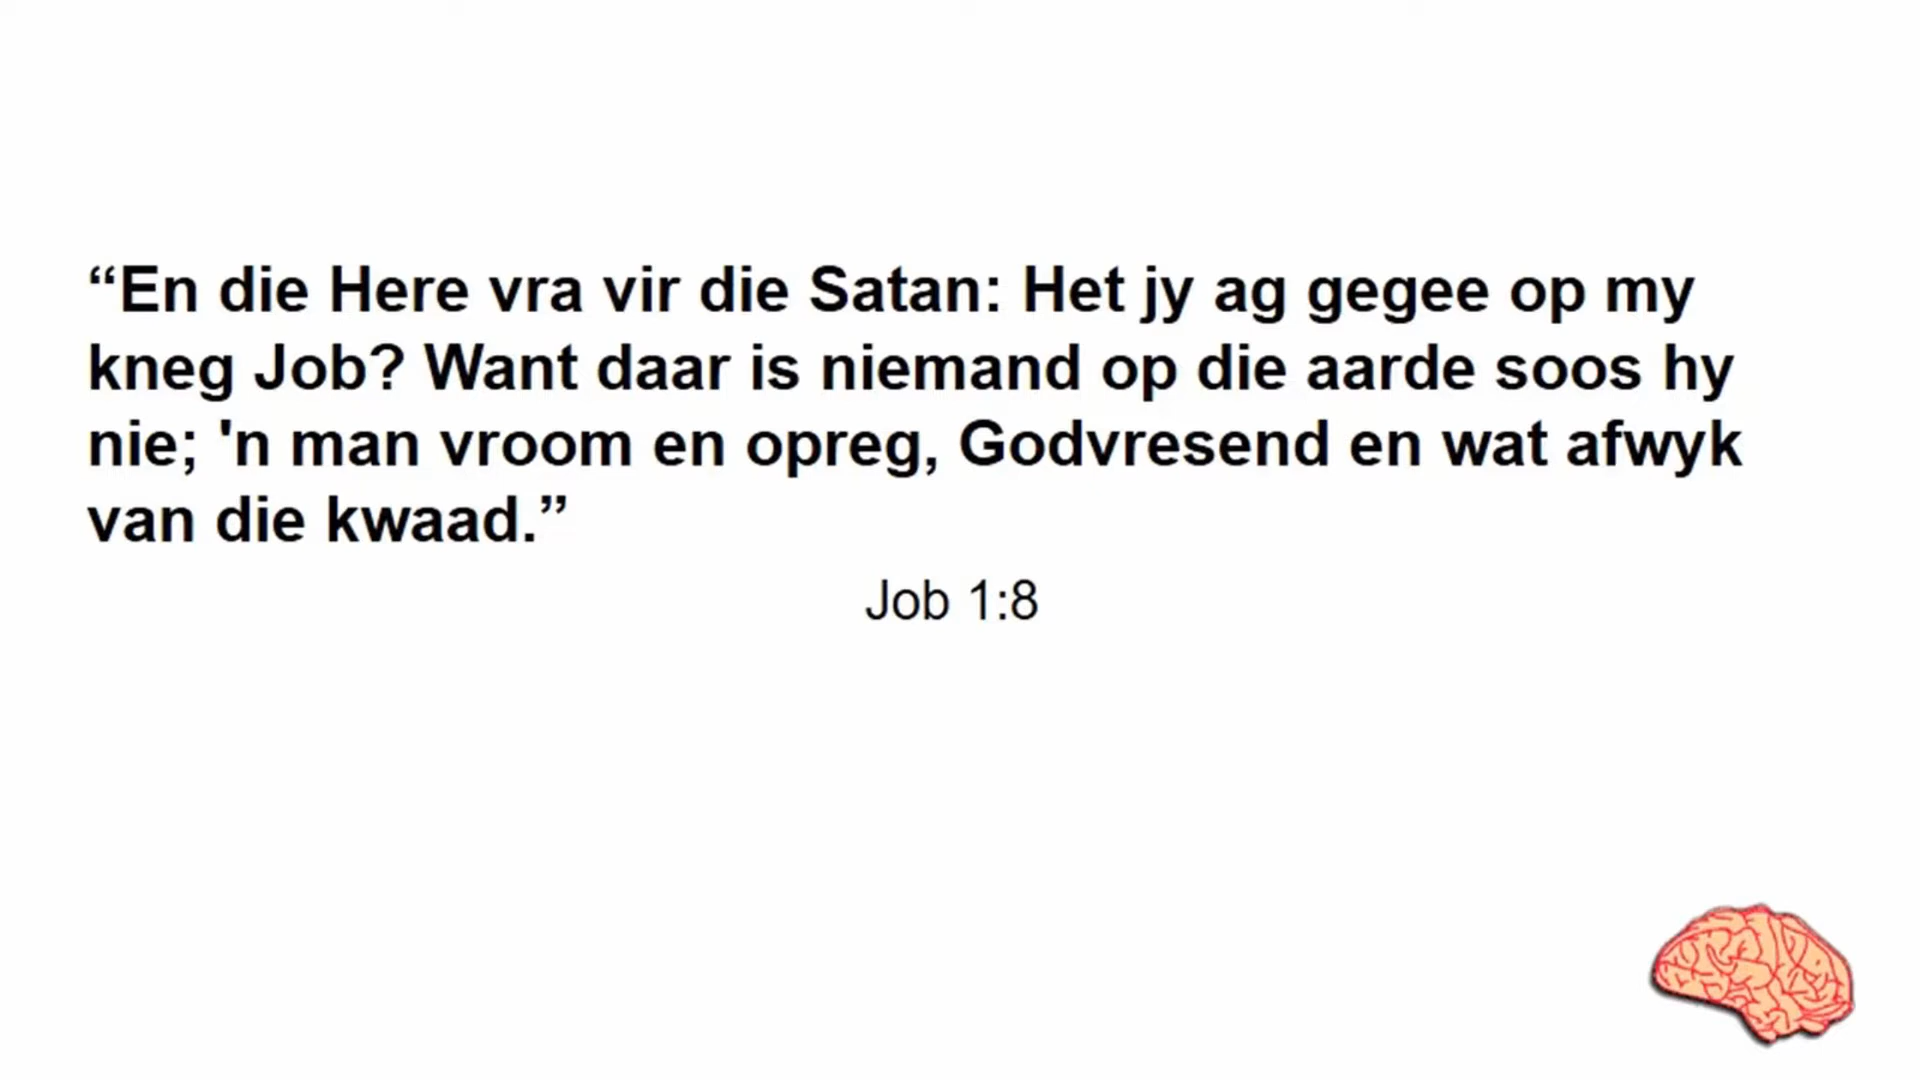 “En die Here vra vir die Satan: Het jy ag gegee op my
kneg Job? Want daar is niemand op die aarde soos hy
nie; 'n man vroom en opreg, Godvresend en wat afwyk
van die kwaad.”
Job 1:8